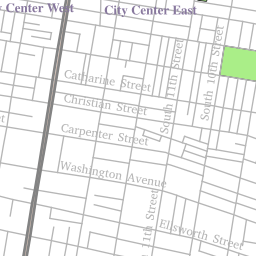 Center West
City Center East
Catharine Street
South 11th Street
South 10th Street
Christian Street
Carpenter Street
Washington Avenue
11th Street
Ellsworth Street